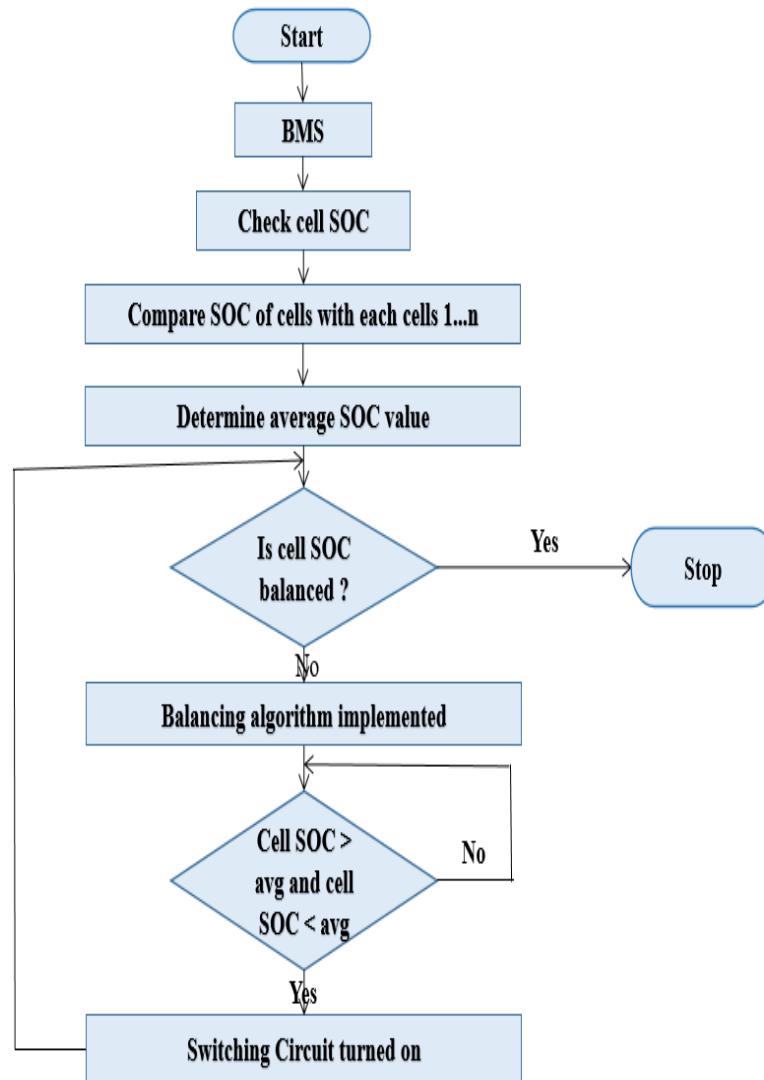 Start
BMS
Check cell SOC
Compare SOC of cells with each cells 1...n
Determine average SOC value
Is cell SOC
balanced ?
Yes
Stop
No
Balancing algorithm implemented
Cell SOC >
avg and cell
SOC < avg
No
Yes
Switching Circuit turned on